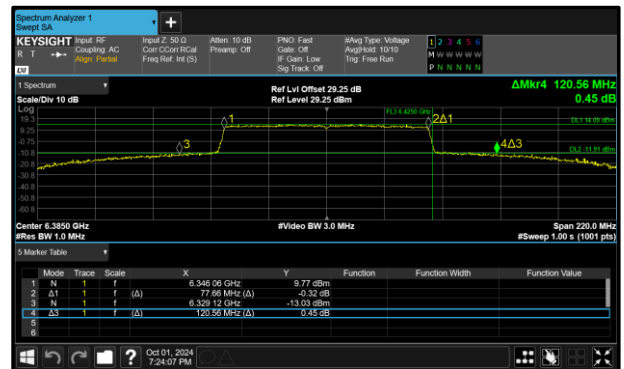 Spectrum Analyzer 1
Swept SA
+
KEYSIGHT Input: RF Input Z: 50 Ω Atten: 10 dB PNO: Fast #Avg Type: Voltage 1 2 3 4 5 6
R T Coupling: AC Corr CCorr RCal Preamp: Off Gate: Off Avg|Hold: 10/10 M W W W W W
Align: Partial Freq Ref: Int (S) IF Gain: Low Trig: Free Run P N N N N N
Sig Track: Off
1 Spectrum Ref Lvl Offset 29.25 dB ΔMkr4 120.56 MHz
Scale/Div 10 dB Ref Level 29.25 dBm 0.45 dB
Log
19.3 FL3 6.4250 GHz DL1 14.09 dBm
1 2Δ1
9.25
-0.75
-10.8 3 4Δ3 DL2 -11.91 dBm
-20.8
-30.8
-40.8
-50.8
-60.8
Center 6.3850 GHz #Video BW 3.0 MHz Span 220.0 MHz
#Res BW 1.0 MHz #Sweep 1.00 s (1001 pts)
5 Marker Table
Mode Trace Scale X Y Function Function Width Function Value
1 N 1 f 6.346 06 GHz 9.77 dBm
2 Δ1 1 f (Δ) 77.66 MHz (Δ) -0.32 dB
3 N 1 f 6.329 12 GHz -13.03 dBm
4 Δ3 1 f (Δ) 120.56 MHz (Δ) 0.45 dB
5
6
? Oct 01, 2024
7:24:07 PM